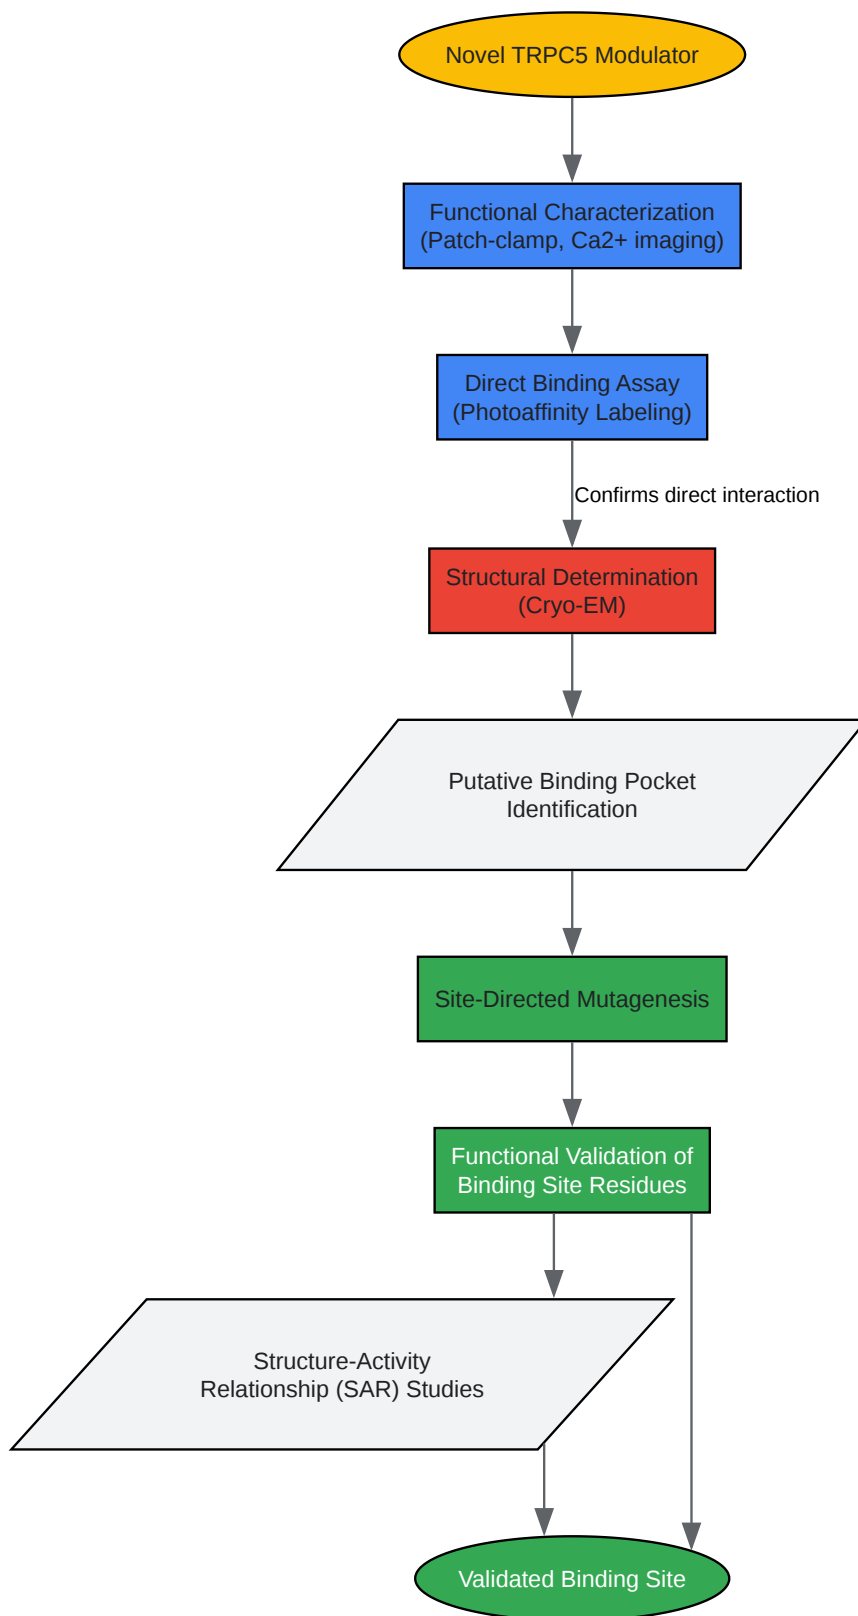 Novel TRPC5 Modulator
Functional Characterization
(Patch-clamp, Ca2+ imaging)
Direct Binding Assay
(Photoaffinity Labeling)
Confirms direct interaction
Structural Determination
(Cryo-EM)
Putative Binding Pocket
Identification
Site-Directed Mutagenesis
Functional Validation of
Binding Site Residues
Structure-Activity
Relationship (SAR) Studies
Validated Binding Site